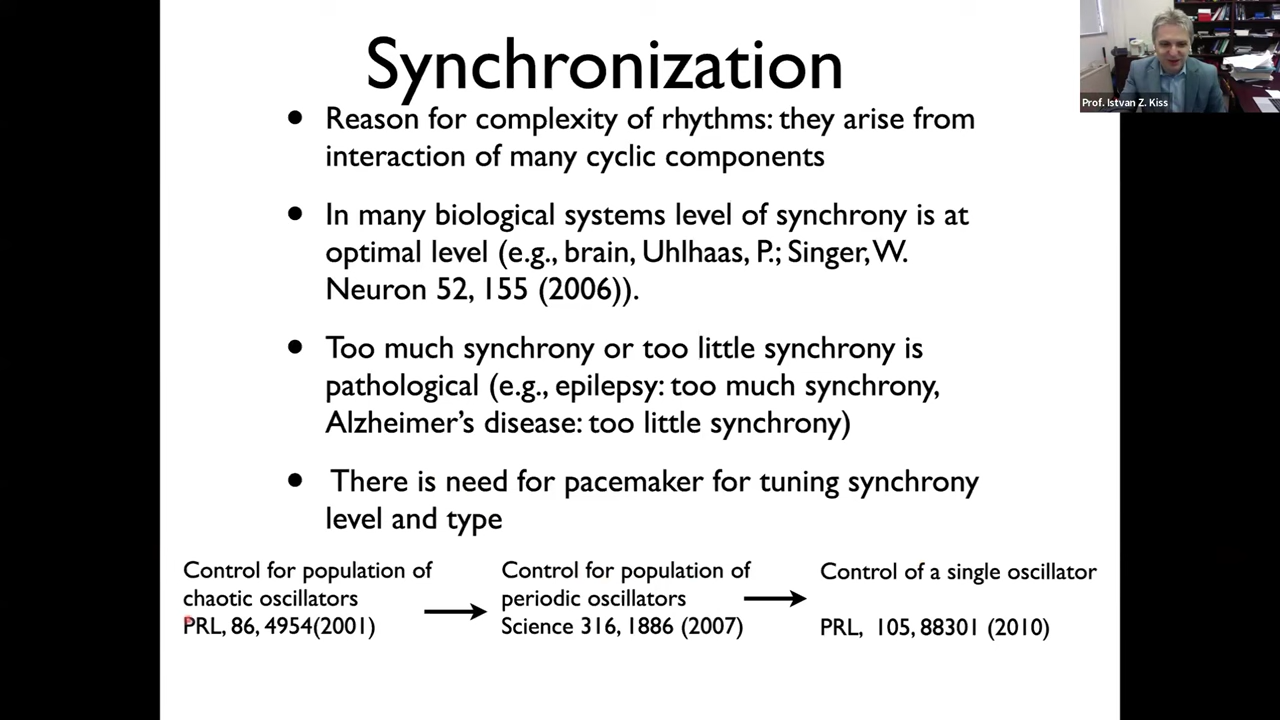 Synchronization
Prof. Istvan Z. Kiss
• Reason for complexity of rhythms: they arise from
interaction of many cyclic components
• In many biological systems level of synchrony is at
optimal level (e.g., brain, Uhlhaas, P.; Singer, W.
Neuron 52, 155 (2006)).
• Too much synchrony or too little synchrony is
pathological (e.g., epilepsy: too much synchrony,
Alzheimer’s disease: too little synchrony)
• There is need for pacemaker for tuning synchrony
level and type
Control for population of
chaotic oscillators
PRL, 86, 4954(2001)
Control for population of
periodic oscillators
Science 316, 1886 (2007)
Control of a single oscillator
PRL, 105, 88301 (2010)